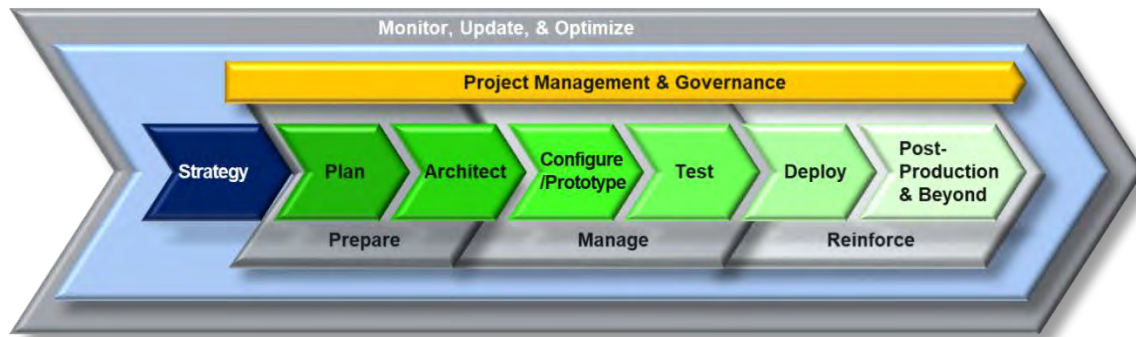 Monitor, Update, & Optimize
Project Management & Governance
Strategy
Plan
Architect
Configure
/Prototype
Test
Deploy
Post-
Production
& Beyond
Prepare
Manage
Reinforce